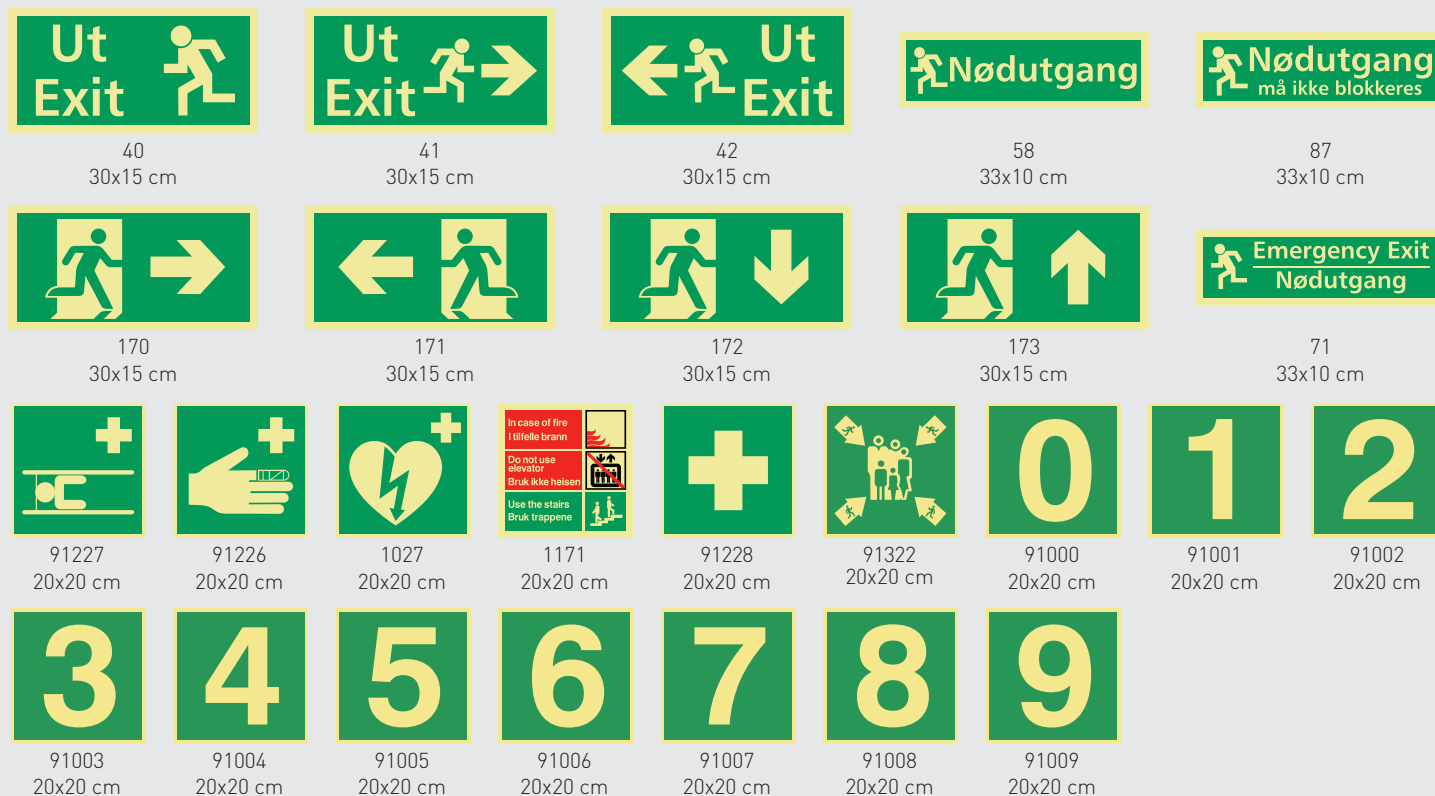 Ut
Exit
Ut
Exit
Ut
Exit
Nødutgang
Nødutgang
må ikke blokkeres
40
30x15 cm
41
30x15 cm
42
30x15 cm
58
33x10 cm
87
33x10 cm
Emergency Exit
Nødutgang
170
30x15 cm
171
30x15 cm
172
30x15 cm
173
30x15 cm
71
33x10 cm
In case of fire
I tilfelle brann
Do not use
elevator
Bruk ikke heisen
Use the stairs
Bruk trappene
0
1
2
91227
20x20 cm
91226
20x20 cm
1027
20x20 cm
1171
20x20 cm
91228
20x20 cm
91322
20x20 cm
91000
20x20 cm
91001
20x20 cm
91002
20x20 cm
3
4
5
6
7
8
9
91003
20x20 cm
91004
20x20 cm
91005
20x20 cm
91006
20x20 cm
91007
20x20 cm
91008
20x20 cm
91009
20x20 cm